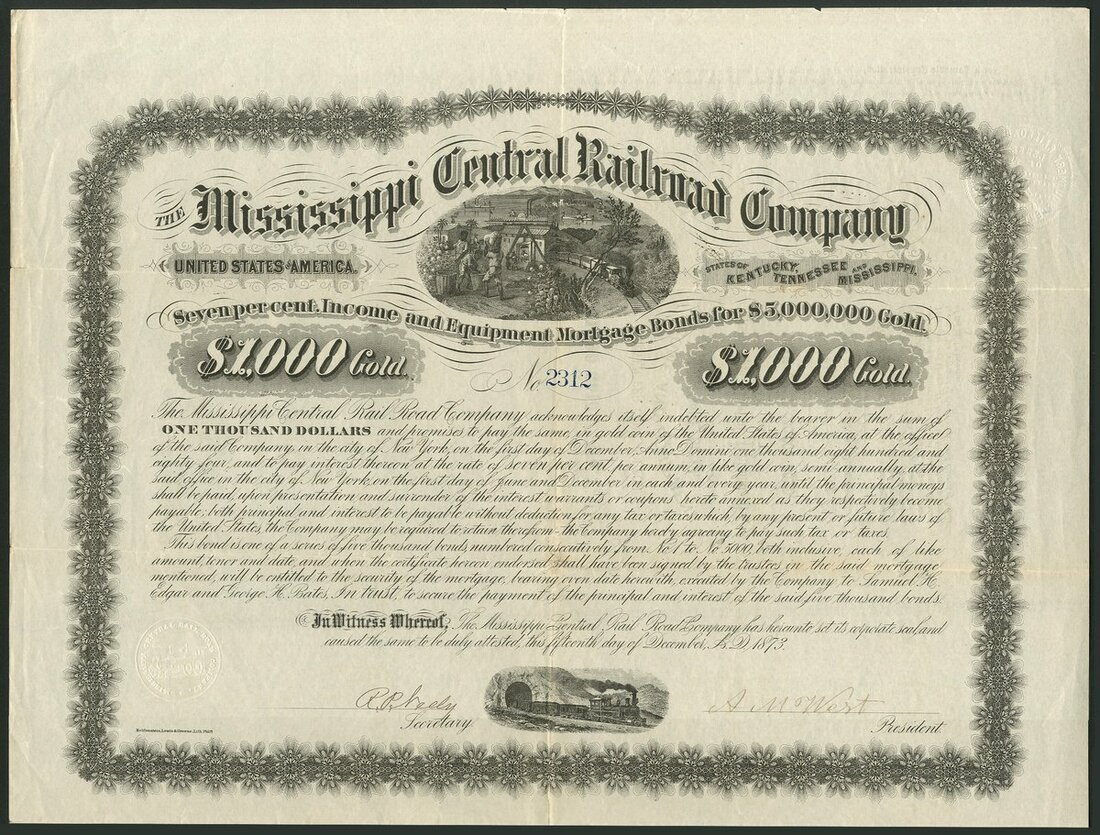 THE Mississippi Central Railroad Company
UNITED STATES OF AMERICA.
STATES OF KENTUCKY, TENNESSEE AND MISSISSIPPI.
Seven per cent. Income and Equipment Mortgage Bonds for $5,000,000 Gold.
$1,000 Gold.
No 2312
$1,000 Gold.
The Mississippi Central Rail Road Company acknowledges itself indebted unto the bearer in the sum of
ONE THOUSAND DOLLARS and promises to pay the same, in gold coin of the United States of America, at the office
of the said Company in the city of New York, on the first day of December, Anno Domini one thousand eight hundred and
eighty four, and to pay interest thereon at the rate of seven per cent. per annum, in like gold coin, semi annually, at the
said office in the city of New York, on the first day of June and December in each and every year, until the principal moneys
shall be paid, upon presentation and surrender of the interest warrants or coupons hereto annexed as they respectively become
payable, both principal and interest to be payable without deduction for any tax or taxes which, by any present or future laws of
the United States, the Company may be required to retain therefrom the Company hereby agreeing to pay such tax or taxes.
This bond is one of a series of five thousand bonds, numbered consecutively from No 1 to No 5000, both inclusive, each of like
amount, tenor and date, and when the certificate hereon endorsed shall have been signed by the trustees in the said mortgage
mentioned, will be entitled to the security of the mortgage, bearing even date herewith, executed by the Company to Samuel H.
Edgar and George H. Bates, In trust, to secure the payment of the principal and interest of the said five thousand bonds.
In Witness Whereof, The Mississippi Central Rail Road Company has hereunto set its corporate seal, and
caused the same to be duly attested, this fifteenth day of December, A.D. 1873.
Secretary.
A. M. West
President.